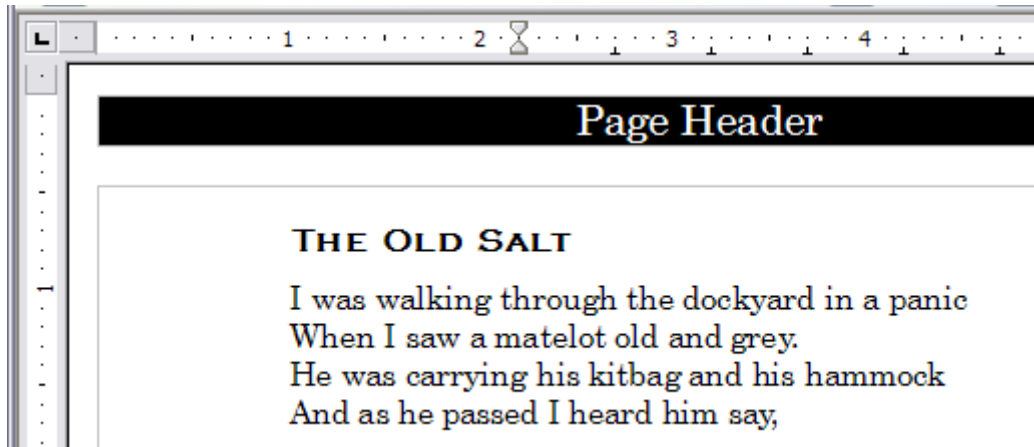 1 2 3 4
Page Header
1
THE OLD SALT
I was walking through the dockyard in a panic
When I saw a matelot old and grey.
He was carrying his kitbag and his hammock
And as he passed I heard him say,